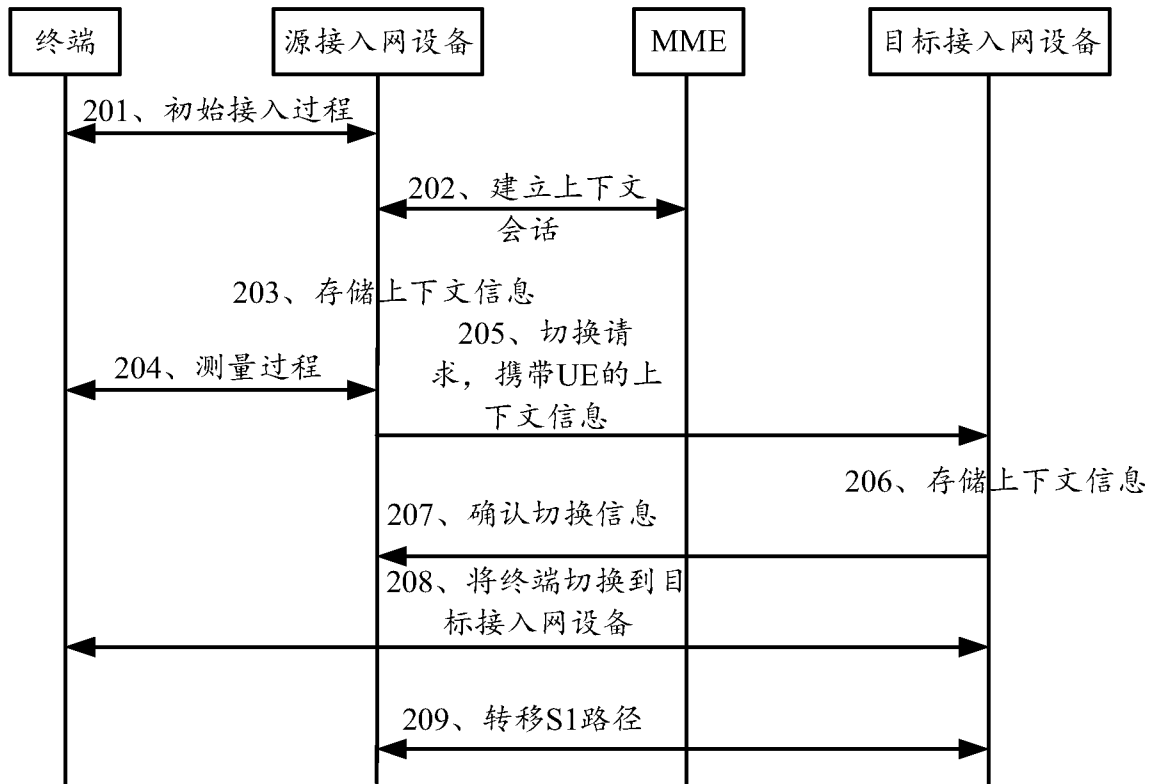 终端
源接入网设备
MME
目标接入网设备
201、初始接入过程
202、建立上下文
会话
203、存储上下文信息
204、测量过程
205、切换请
求，携带UE的上
下文信息
206、存储上下文信息
207、确认切换信息
208、将终端切换到目
标接入网设备
209、转移S1路径